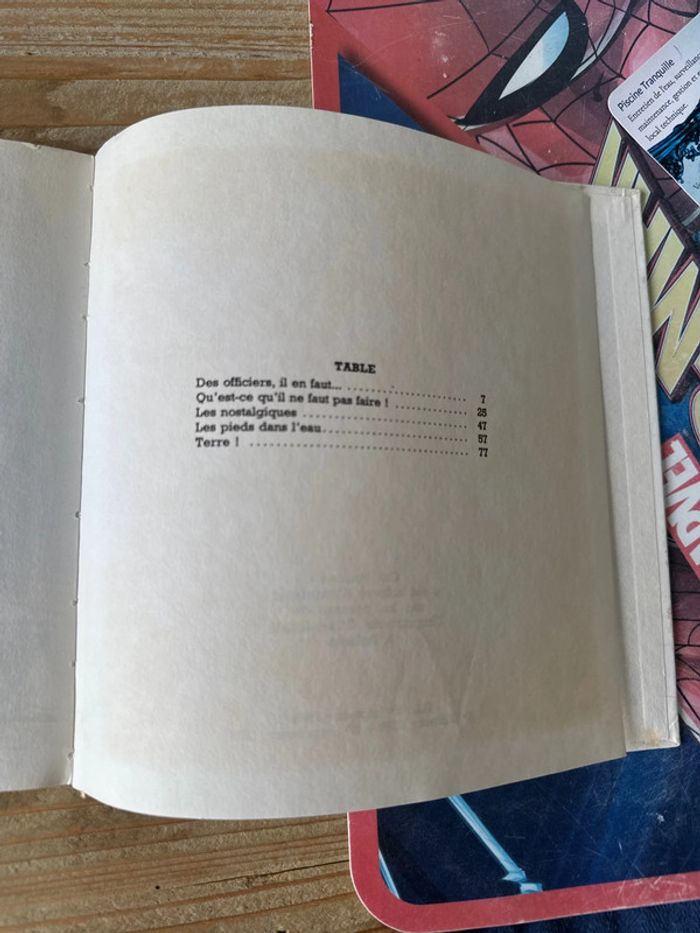 TABLE
Des officiers, il en faut... 7
Qu'est-ce qu'il ne faut pas faire ! 25
Les nostalgiques 47
Les pieds dans l'eau 57
Terre ! 77
Piscine Tranquille
Entretien de l'eau, surveillanc
maintenance, gestion et
local technique.